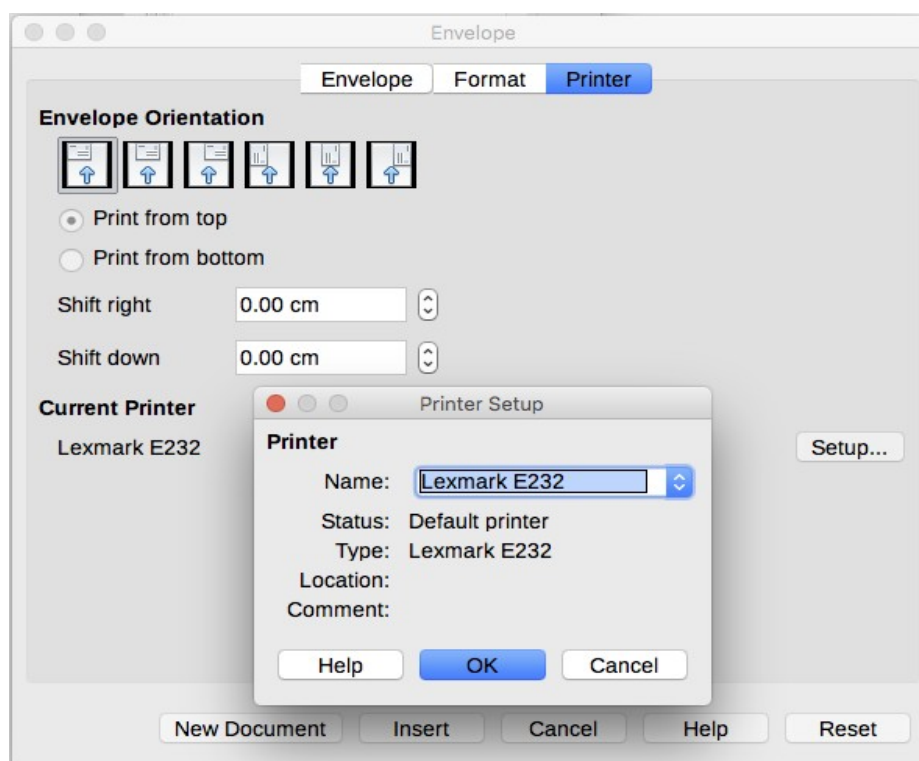 Envelope
Envelope Format Printer
Envelope Orientation
Print from top
Print from bottom
Shift right 0.00 cm
Shift down 0.00 cm
Current Printer
Lexmark E232
Setup...
Printer Setup
Printer
Name: Lexmark E232
Status: Default printer
Type: Lexmark E232
Location:
Comment:
Help OK Cancel
New Document Insert Cancel Help Reset